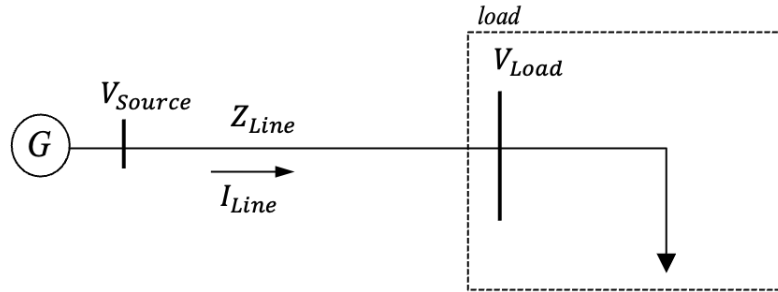 load
V_Load
V_Source
Z_Line
G
I_Line